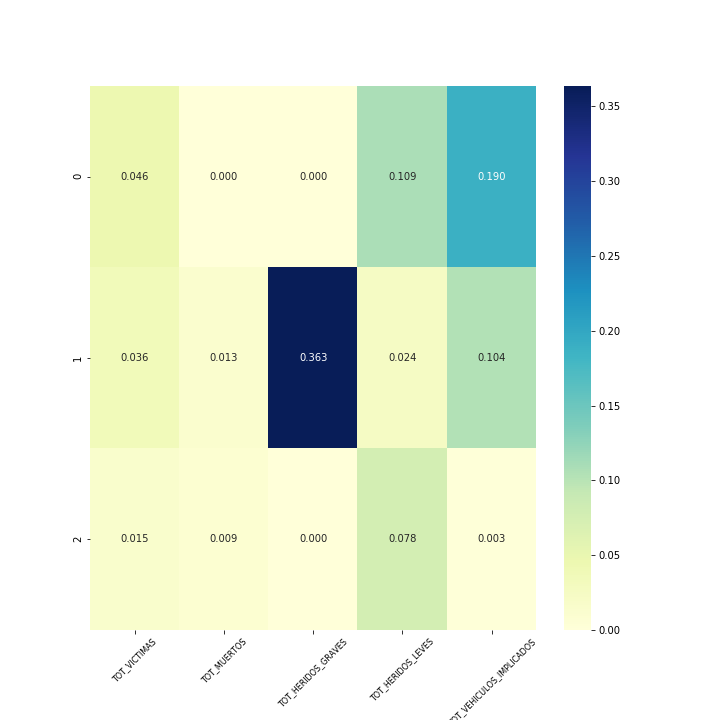 0.35
0.30
0.25
0.20
0.15
0.10
0.05
0.00
0
0.046 0.000 0.000 0.109 0.190
1
0.036 0.013 0.363 0.024 0.104
2
0.015 0.009 0.000 0.078 0.003
TOT_VICTIMAS
TOT_MUERTOS
TOT_HERIDOS_GRAVES
TOT_HERIDOS_LEVES
OT_VEHICULOS_IMPLICADOS